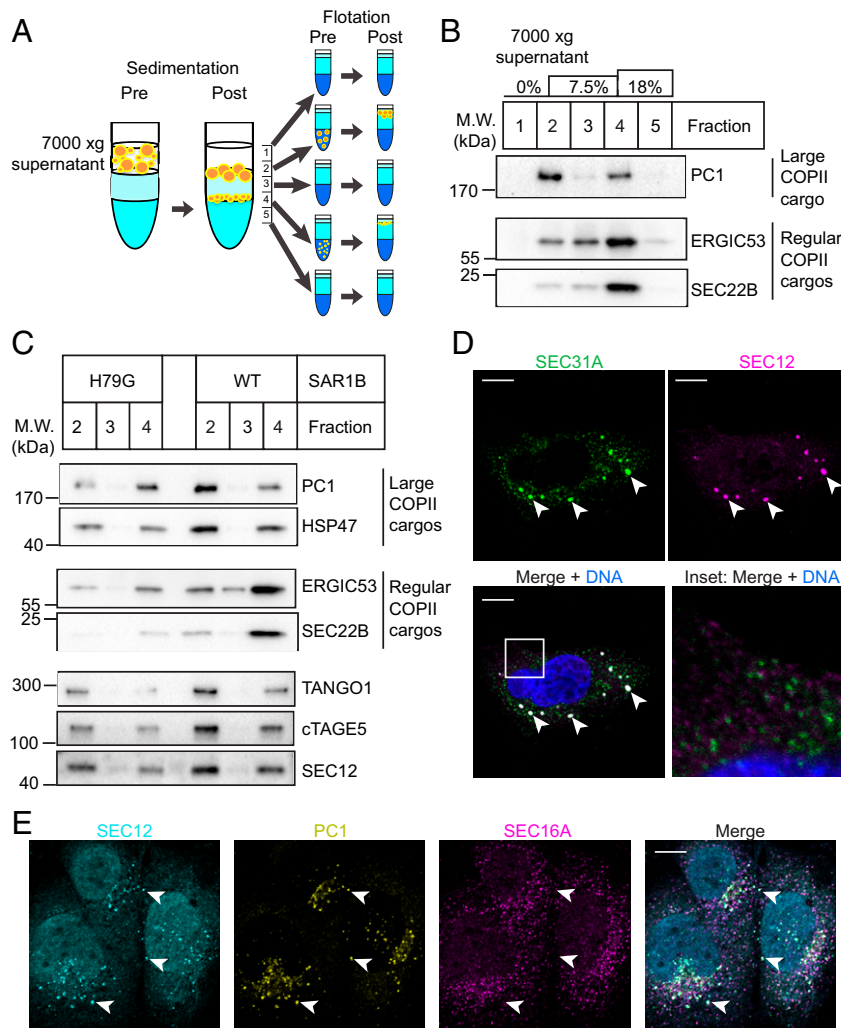 A
Sedimentation
Pre
Post
7000 xg
supernatant
1
2
3
4
5
Flotation
Pre
Post
B
7000 xg
supernatant
0%
7.5%
18%
M.W.
(kDa)
1
2
3
4
5
Fraction
170
PC1
Large
COPII
cargo
55
ERGIC53
25
SEC22B
Regular
COPII
cargos
C
H79G
WT
SAR1B
M.W.
(kDa)
2
3
4
2
3
4
Fraction
170
PC1
40
HSP47
Large
COPII
cargos
55
ERGIC53
25
SEC22B
Regular
COPII
cargos
300
TANGO1
100
cTAGE5
40
SEC12
D
SEC31A
SEC12
Merge + DNA
Inset: Merge + DNA
E
SEC12
PC1
SEC16A
Merge